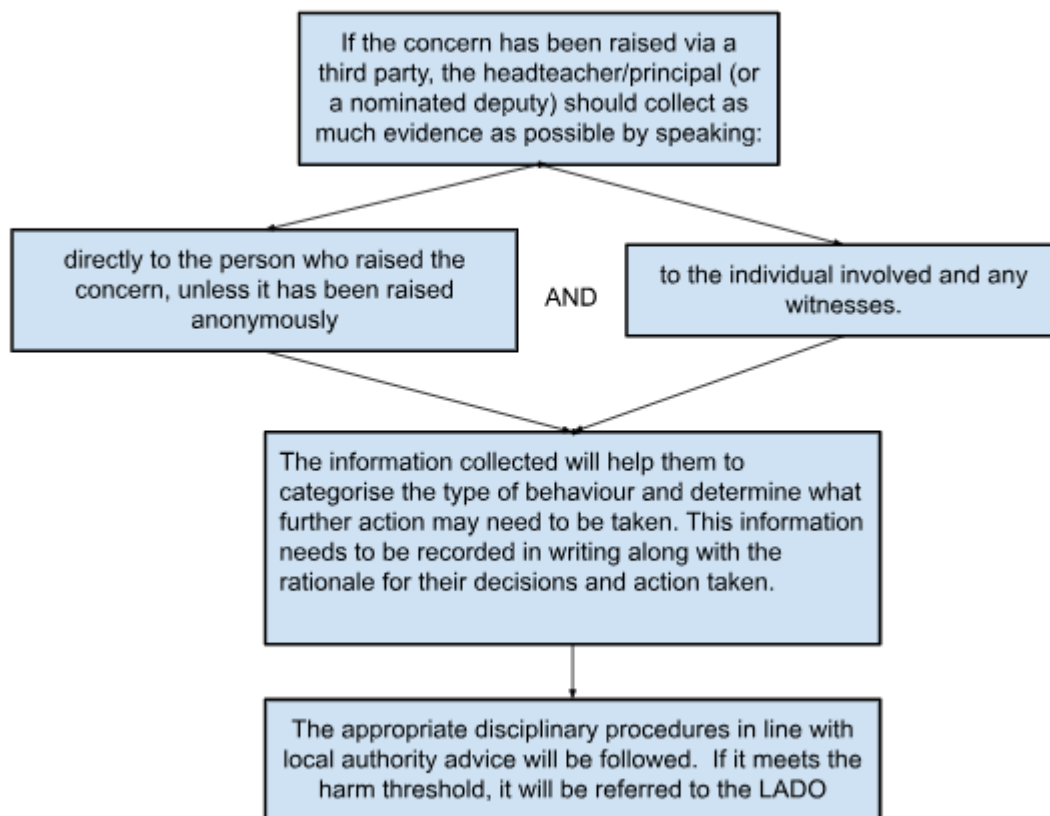 If the concern has been raised via a
third party, the headteacher/principal (or
a nominated deputy) should collect as
much evidence as possible by speaking:
directly to the person who raised the
concern, unless it has been raised
anonymously
AND
to the individual involved and any
witnesses.
The information collected will help them to
categorise the type of behaviour and determine what
further action may need to be taken. This information
needs to be recorded in writing along with the
rationale for their decisions and action taken.
The appropriate disciplinary procedures in line with
local authority advice will be followed.  If it meets the
harm threshold, it will be referred to the LADO